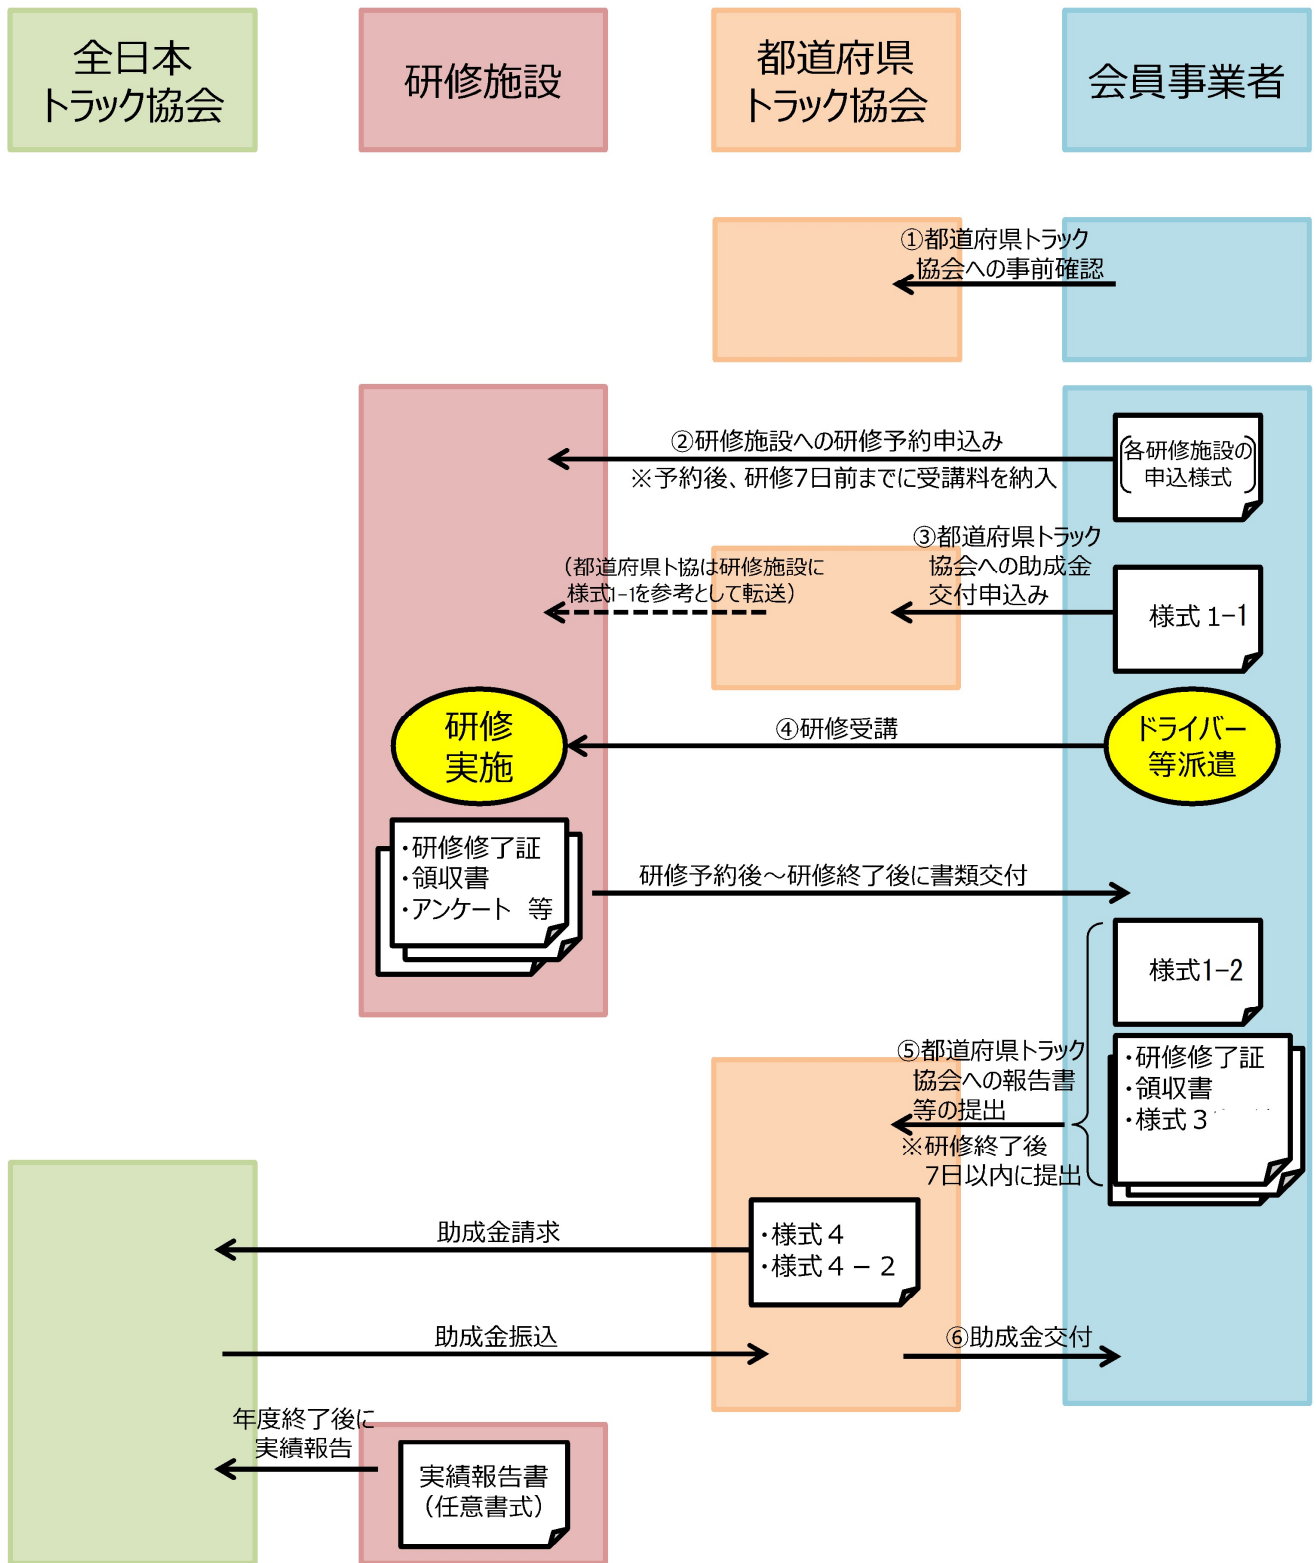 全日本
トラック協会
研修施設
都道府県
トラック協会
会員事業者
①都道府県トラック
協会への事前確認
②研修施設への研修予約申込み
※予約後、研修7日前までに受講料を納入
各研修施設の
申込様式
③都道府県トラック
協会への助成金
交付申込み
(都道府県ト協は研修施設に
様式1-1を参考として転送)
様式 1-1
研修
実施
④研修受講
ドライバー
等派遣
・研修修了証
・領収書
・アンケート 等
研修予約後～研修終了後に書類交付
様式1-2
⑤都道府県トラック
協会への報告書
等の提出
※研修終了後
7日以内に提出
・研修修了証
・領収書
・様式３
助成金請求
・様式４
・様式４－２
助成金振込
⑥助成金交付
年度終了後に
実績報告
実績報告書
（任意書式）